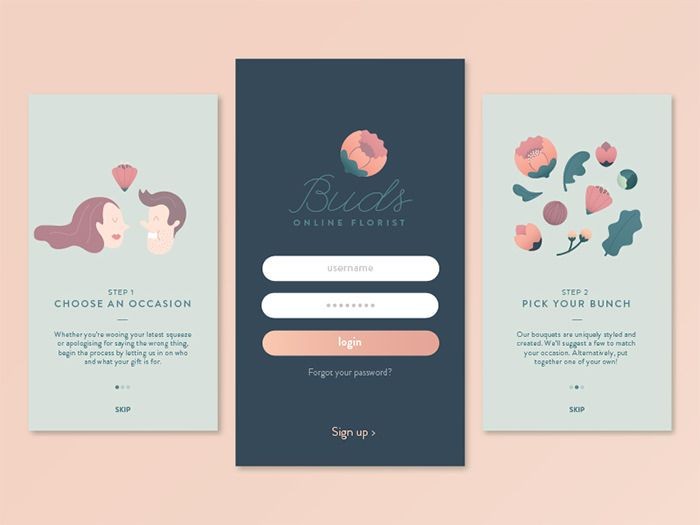 STEP 1
CHOOSE AN OCCASION
Whether you're wooing your latest squeeze
or apologising for saying the wrong thing,
begin the process by letting us in on who
and what your gift is for.
SKIP
Buds
ONLINE FLORIST
username
login
Forgot your password?
Sign up >
STEP 2
PICK YOUR BUNCH
Our bouquets are uniquely styled and
created. We'll suggest a few to match
your occasion. Alternatively, put
together one of your own!
SKIP